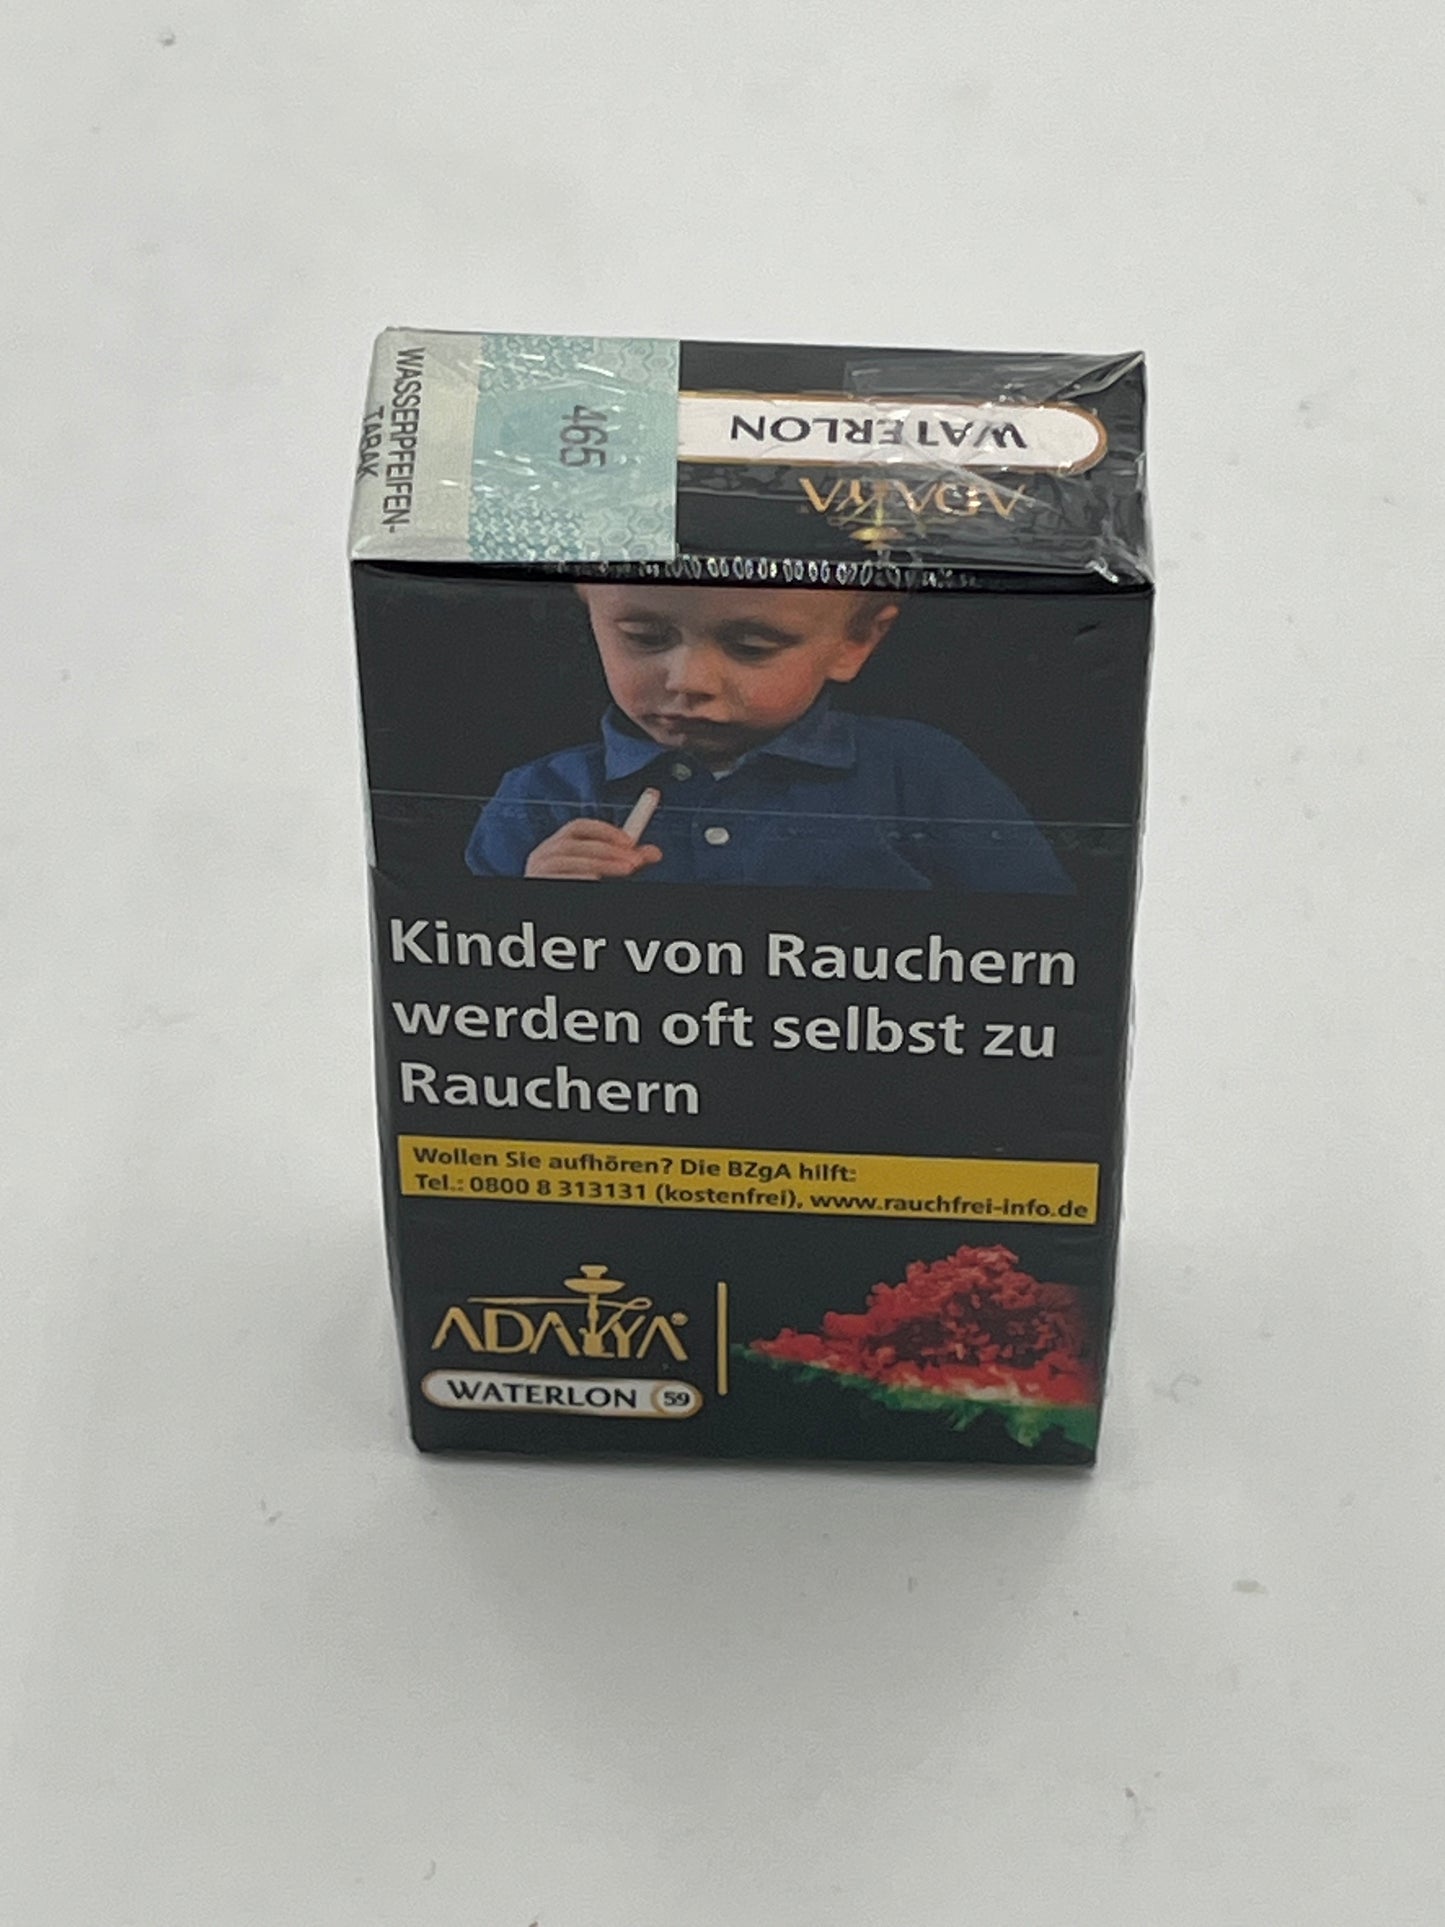 WASSERPFEIFEN-
TABAK
465
WATERLON
ADALYA
Kinder von Rauchern
werden oft selbst zu
Rauchern
Wollen Sie aufhören? Die BZgA hilft:
Tel.: 0800 8 313131 (kostenfrei), www.rauchfrei-info.de
ADALYA®
WATERLON 59